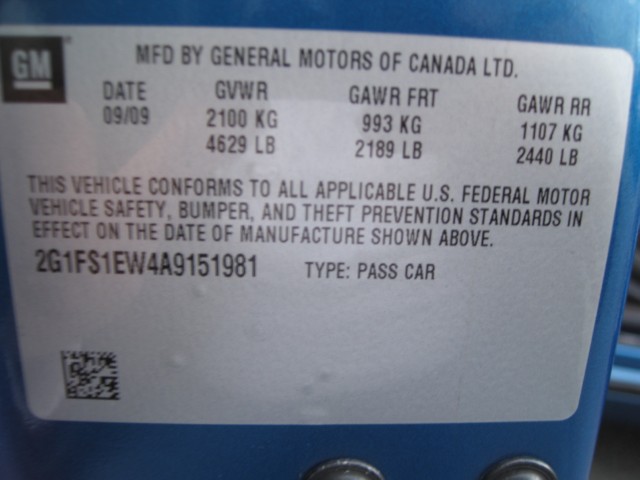 GM
MFD BY GENERAL MOTORS OF CANADA LTD.
DATE GVWR GAWR FRT GAWR RR
09/09 2100 KG 993 KG 1107 KG
4629 LB 2189 LB 2440 LB
THIS VEHICLE CONFORMS TO ALL APPLICABLE U.S. FEDERAL MOTOR
VEHICLE SAFETY, BUMPER, AND THEFT PREVENTION STANDARDS IN
EFFECT ON THE DATE OF MANUFACTURE SHOWN ABOVE.
2G1FS1EW4A9151981 TYPE: PASS CAR